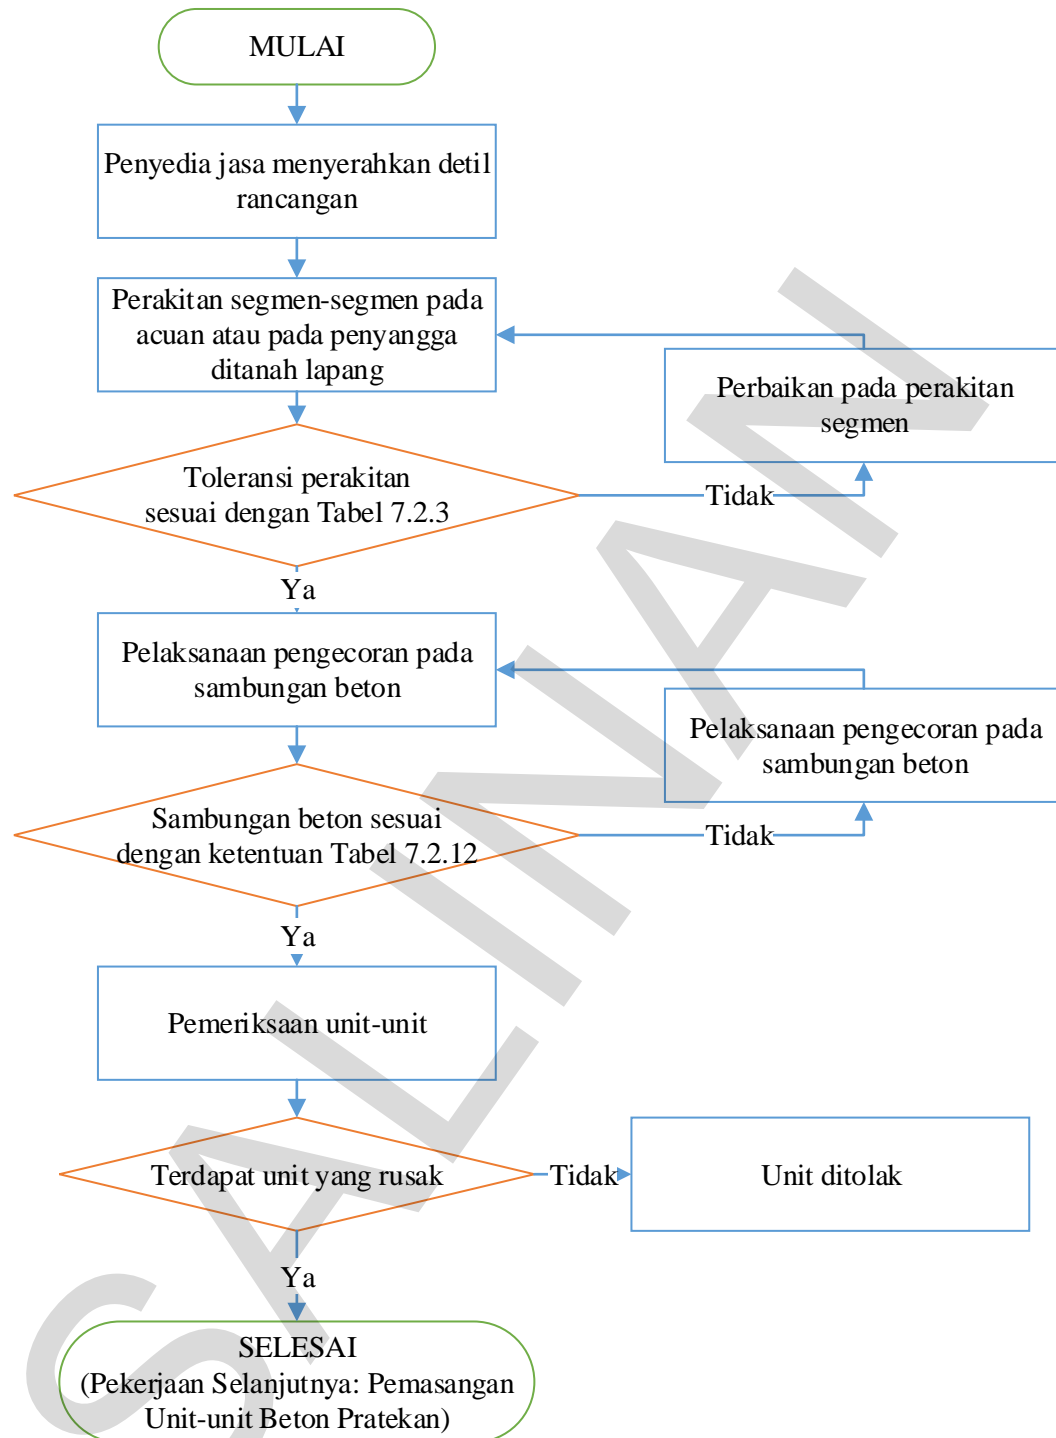 MULAI
Penyedia jasa menyerahkan detil
rancangan
Perakitan segmen-segmen pada
acuan atau pada penyangga
ditanah lapang
Perbaikan pada perakitan
segmen
Toleransi perakitan
sesuai dengan Tabel 7.2.3
Tidak
Ya
Pelaksanaan pengecoran pada
sambungan beton
Pelaksanaan pengecoran pada
sambungan beton
Sambungan beton sesuai
dengan ketentuan Tabel 7.2.12
Tidak
Ya
Pemeriksaan unit-unit
Terdapat unit yang rusak
Tidak
Unit ditolak
Ya
SELESAI
(Pekerjaan Selanjutnya: Pemasangan
Unit-unit Beton Pratekan)
SALINAN